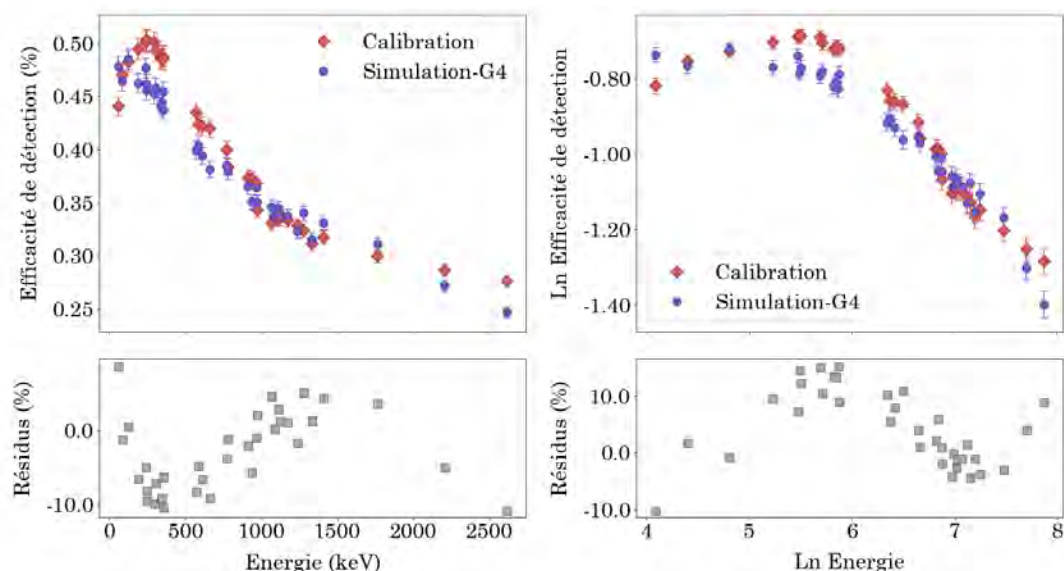 Efficacité de détection (%)
0.50
0.45
0.40
0.35
0.30
0.25
Calibration
Simulation-G4
Résidus (%)
0.0
-10.0
0
500
1000
1500
2000
2500
Energie (keV)
Ln Efficacité de détection
-0.80
-1.00
-1.20
-1.40
Calibration
Simulation-G4
Résidus (%)
10.0
0.0
-10.0
4
5
6
7
8
Ln Energie